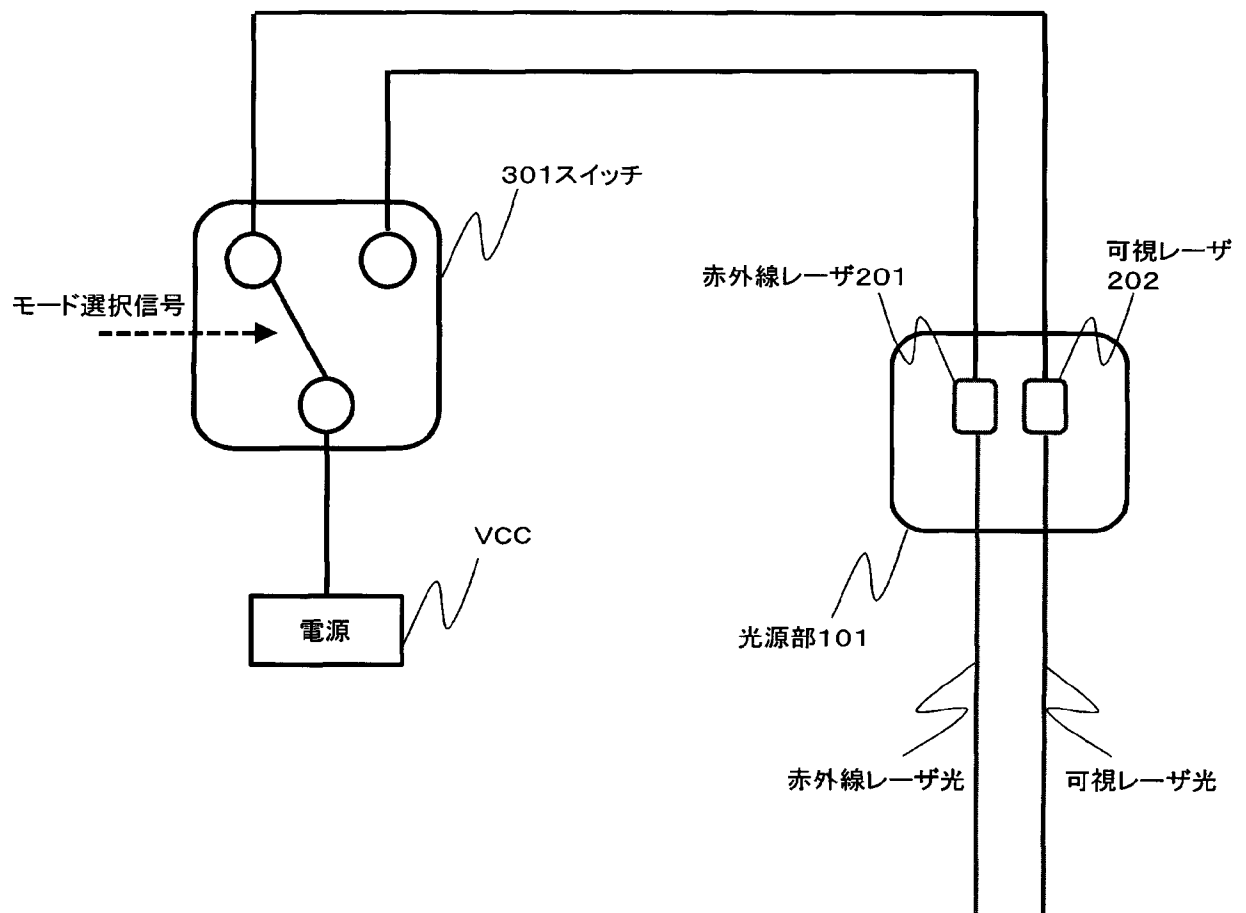 301スイッチ
可視レーザ
202
赤外線レーザ201
モード選択信号
VCC
電源
光源部101
赤外線レーザ光
可視レーザ光